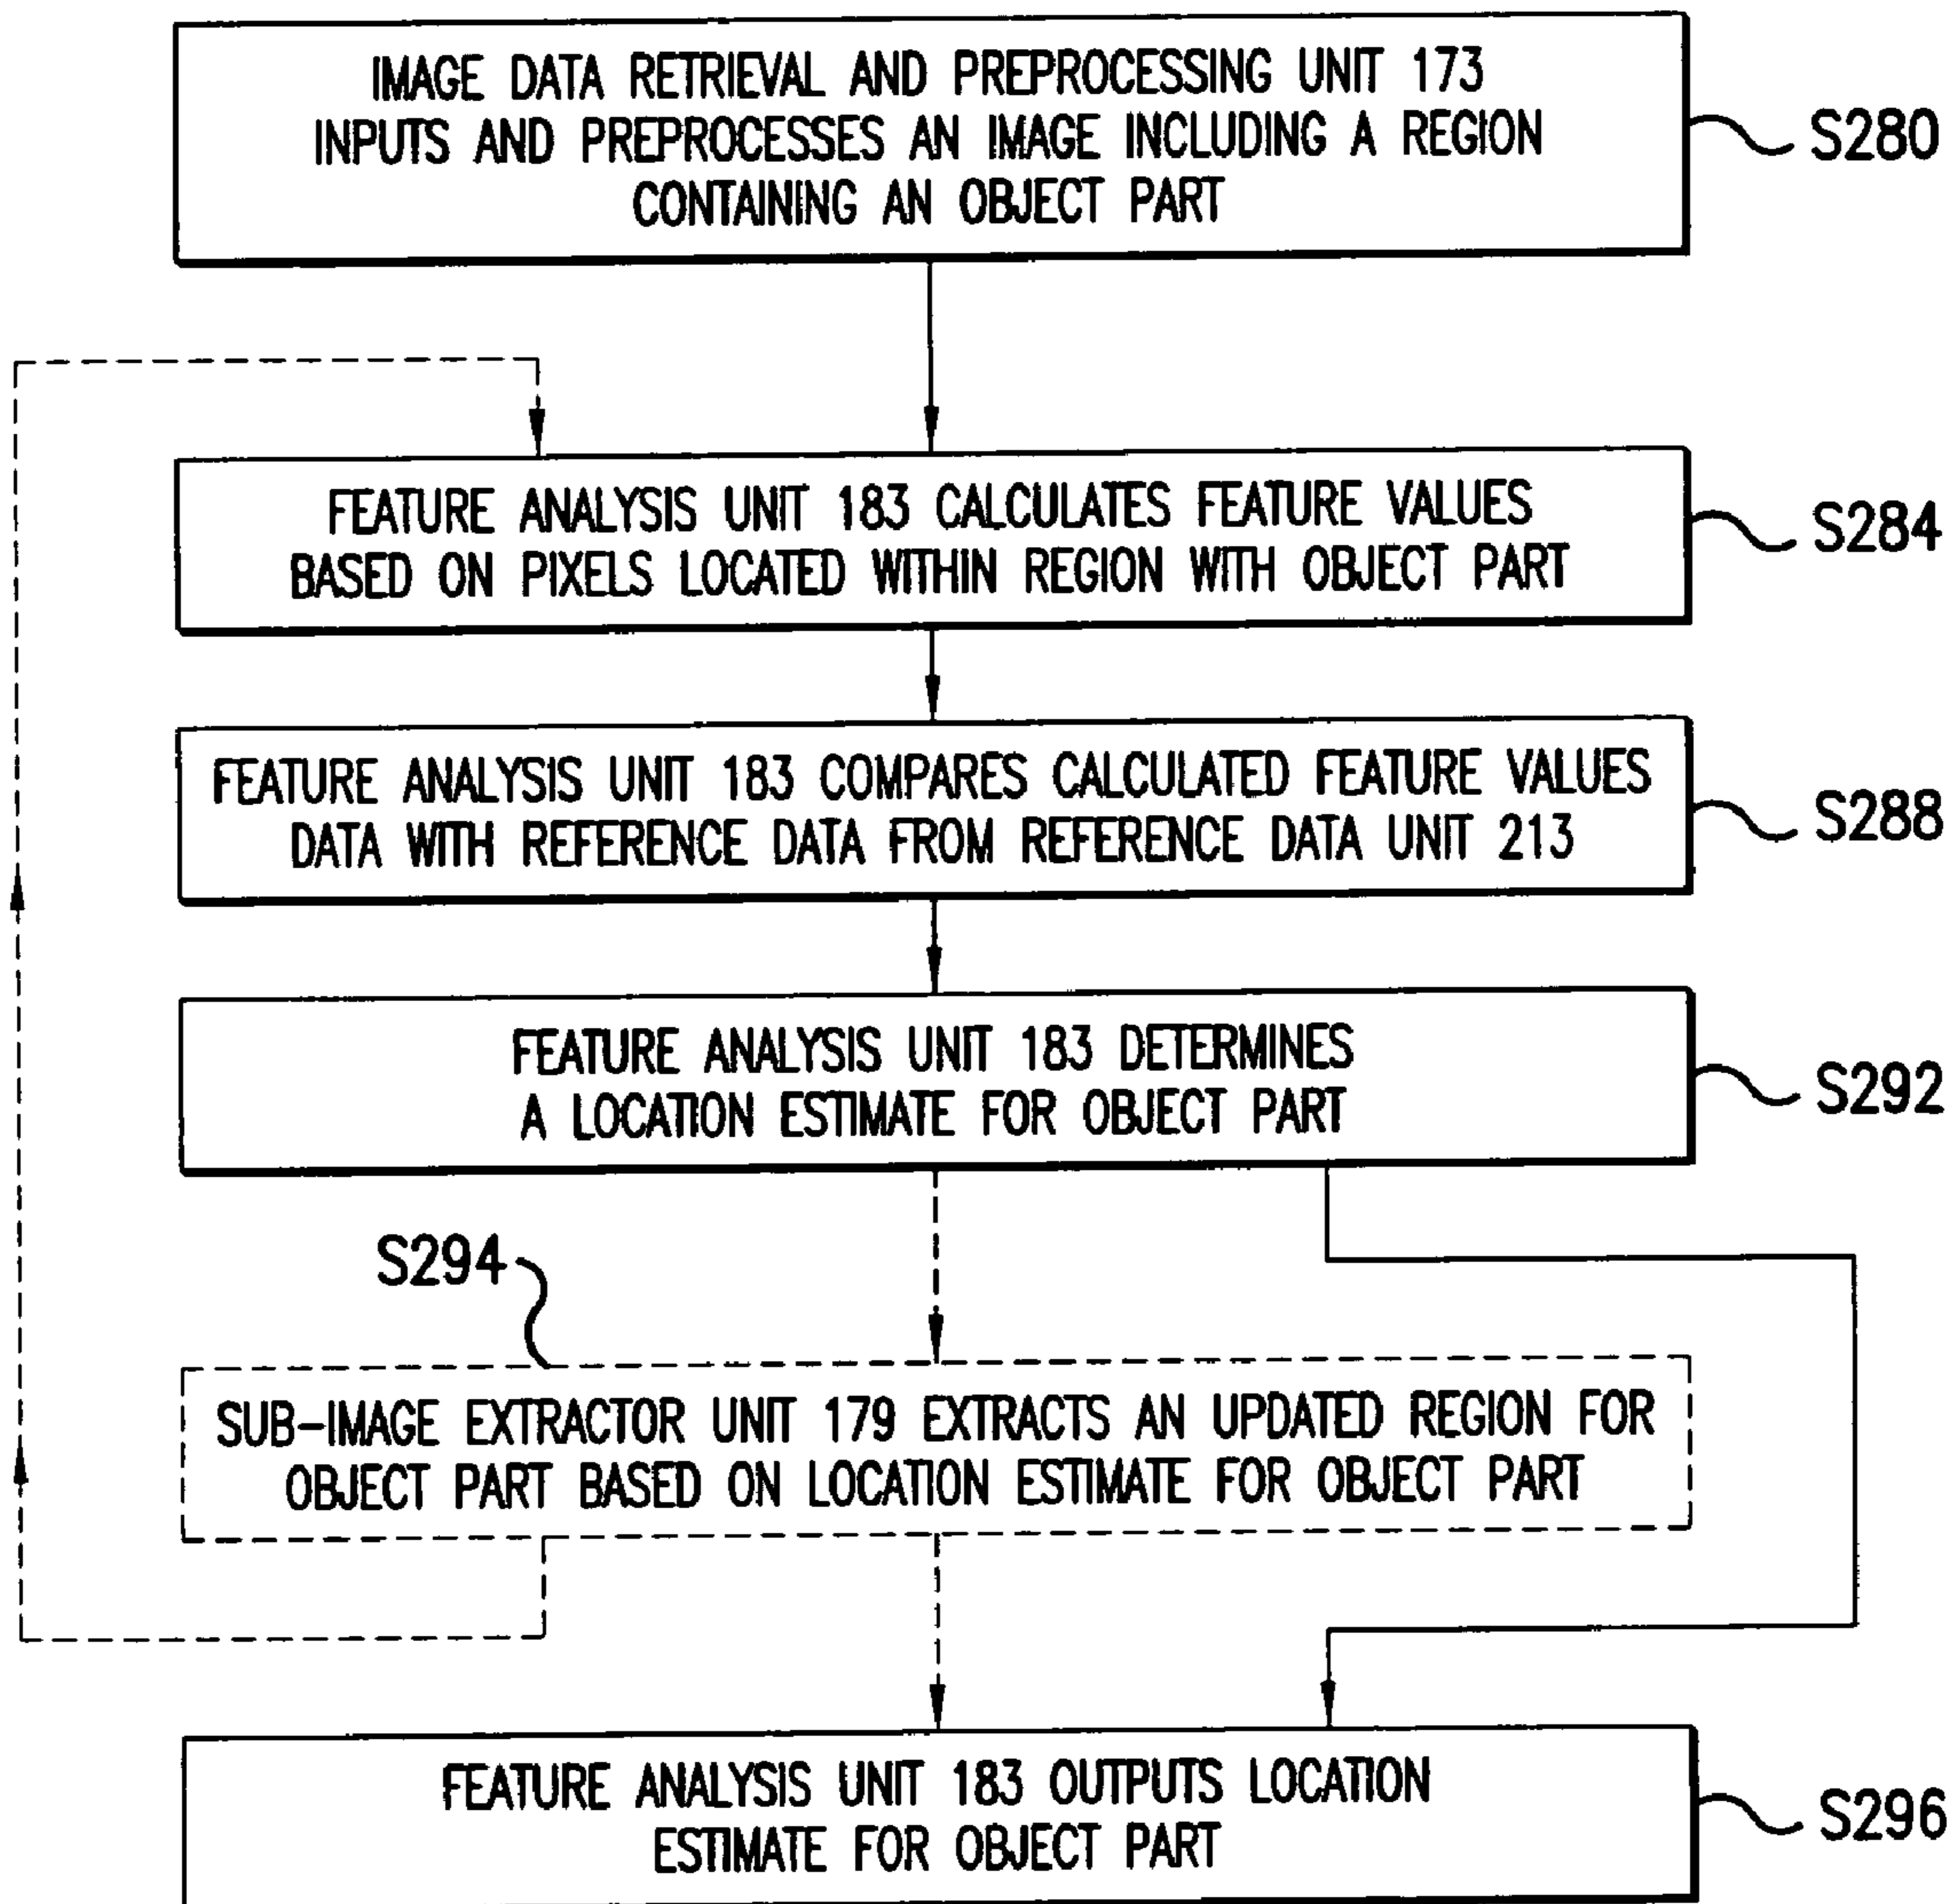 IMAGE DATA RETRIEVAL AND PREPROCESSING UNIT 173
INPUTS AND PREPROCESSES AN IMAGE INCLUDING A REGION
CONTAINING AN OBJECT PART
S280
FEATURE ANALYSIS UNIT 183 CALCULATES FEATURE VALUES
BASED ON PIXELS LOCATED WITHIN REGION WITH OBJECT PART
S284
FEATURE ANALYSIS UNIT 183 COMPARES CALCULATED FEATURE VALUES
DATA WITH REFERENCE DATA FROM REFERENCE DATA UNIT 213
S288
FEATURE ANALYSIS UNIT 183 DETERMINES
A LOCATION ESTIMATE FOR OBJECT PART
S292
S294
SUB-IMAGE EXTRACTOR UNIT 179 EXTRACTS AN UPDATED REGION FOR
OBJECT PART BASED ON LOCATION ESTIMATE FOR OBJECT PART
FEATURE ANALYSIS UNIT 183 OUTPUTS LOCATION
ESTIMATE FOR OBJECT PART
S296